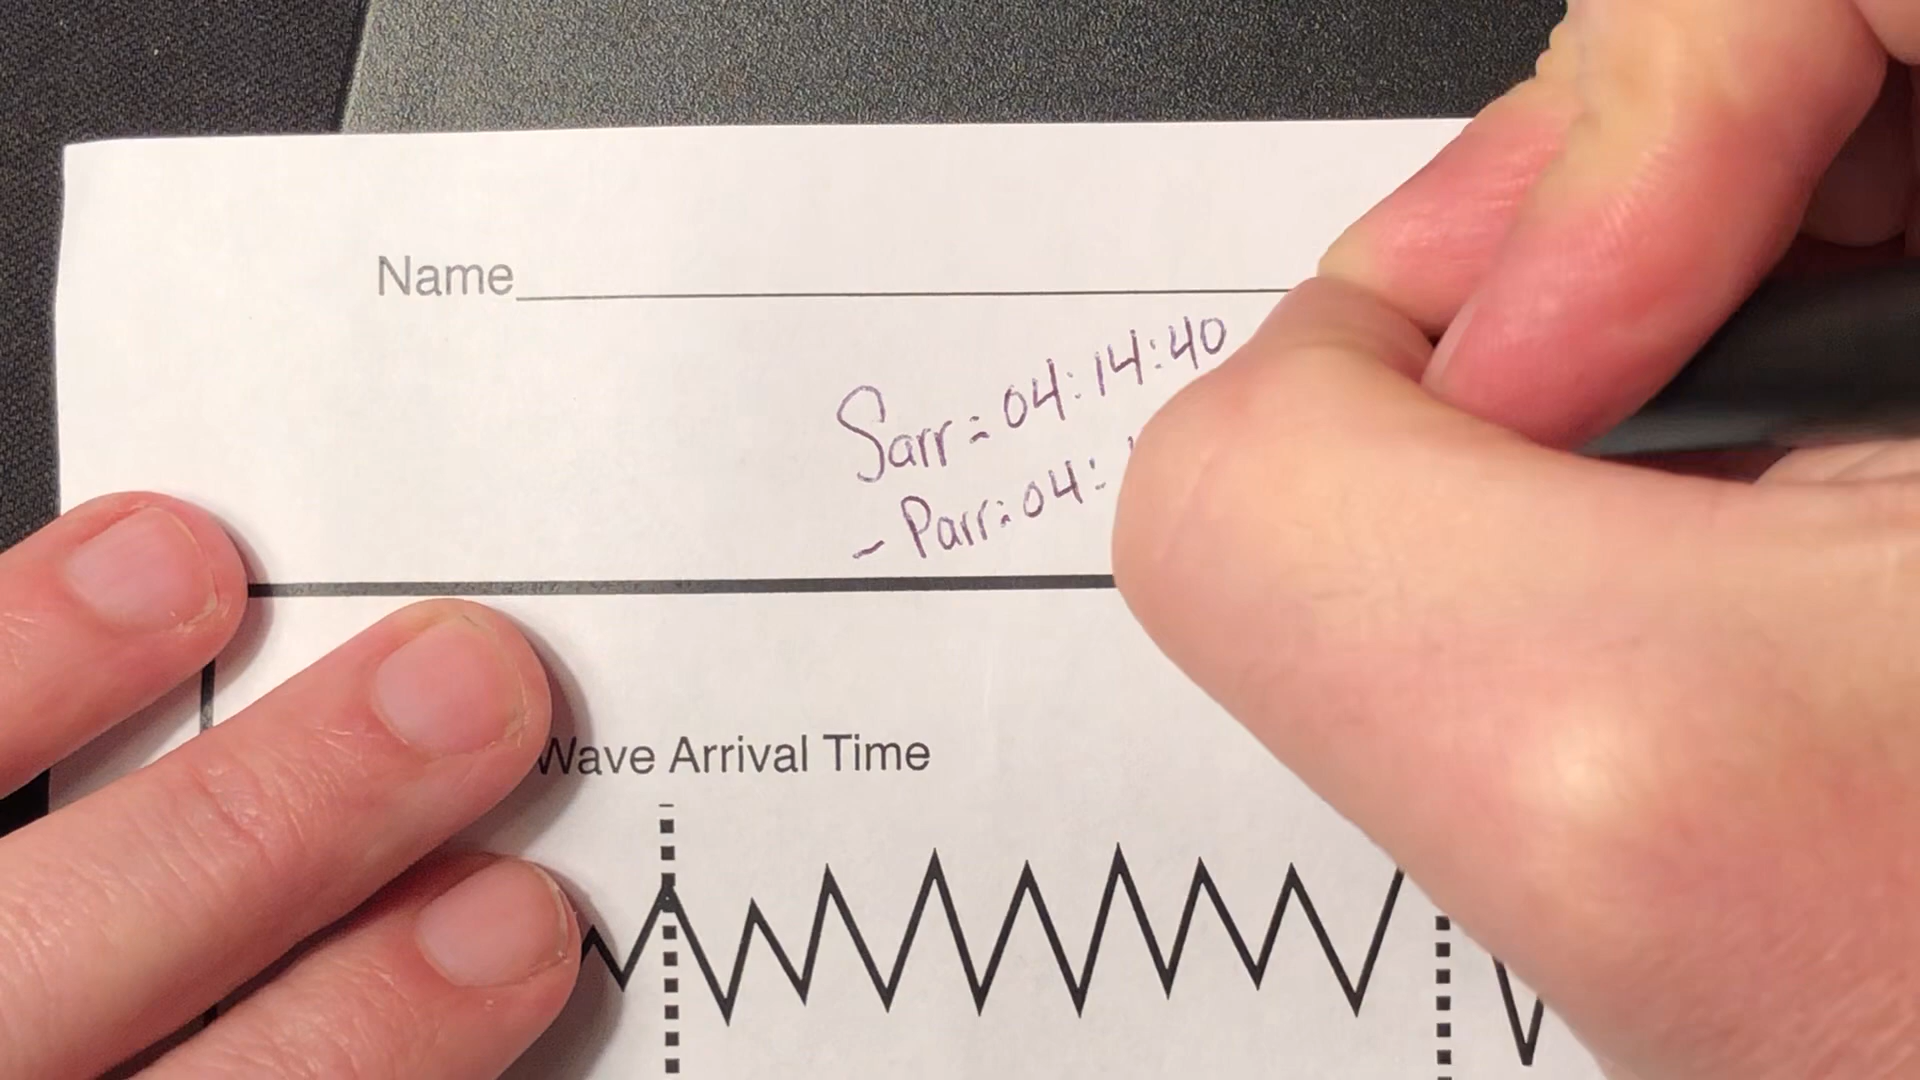 Name
Sarr = 04:14:40
- Parr = 04:
Wave Arrival Time